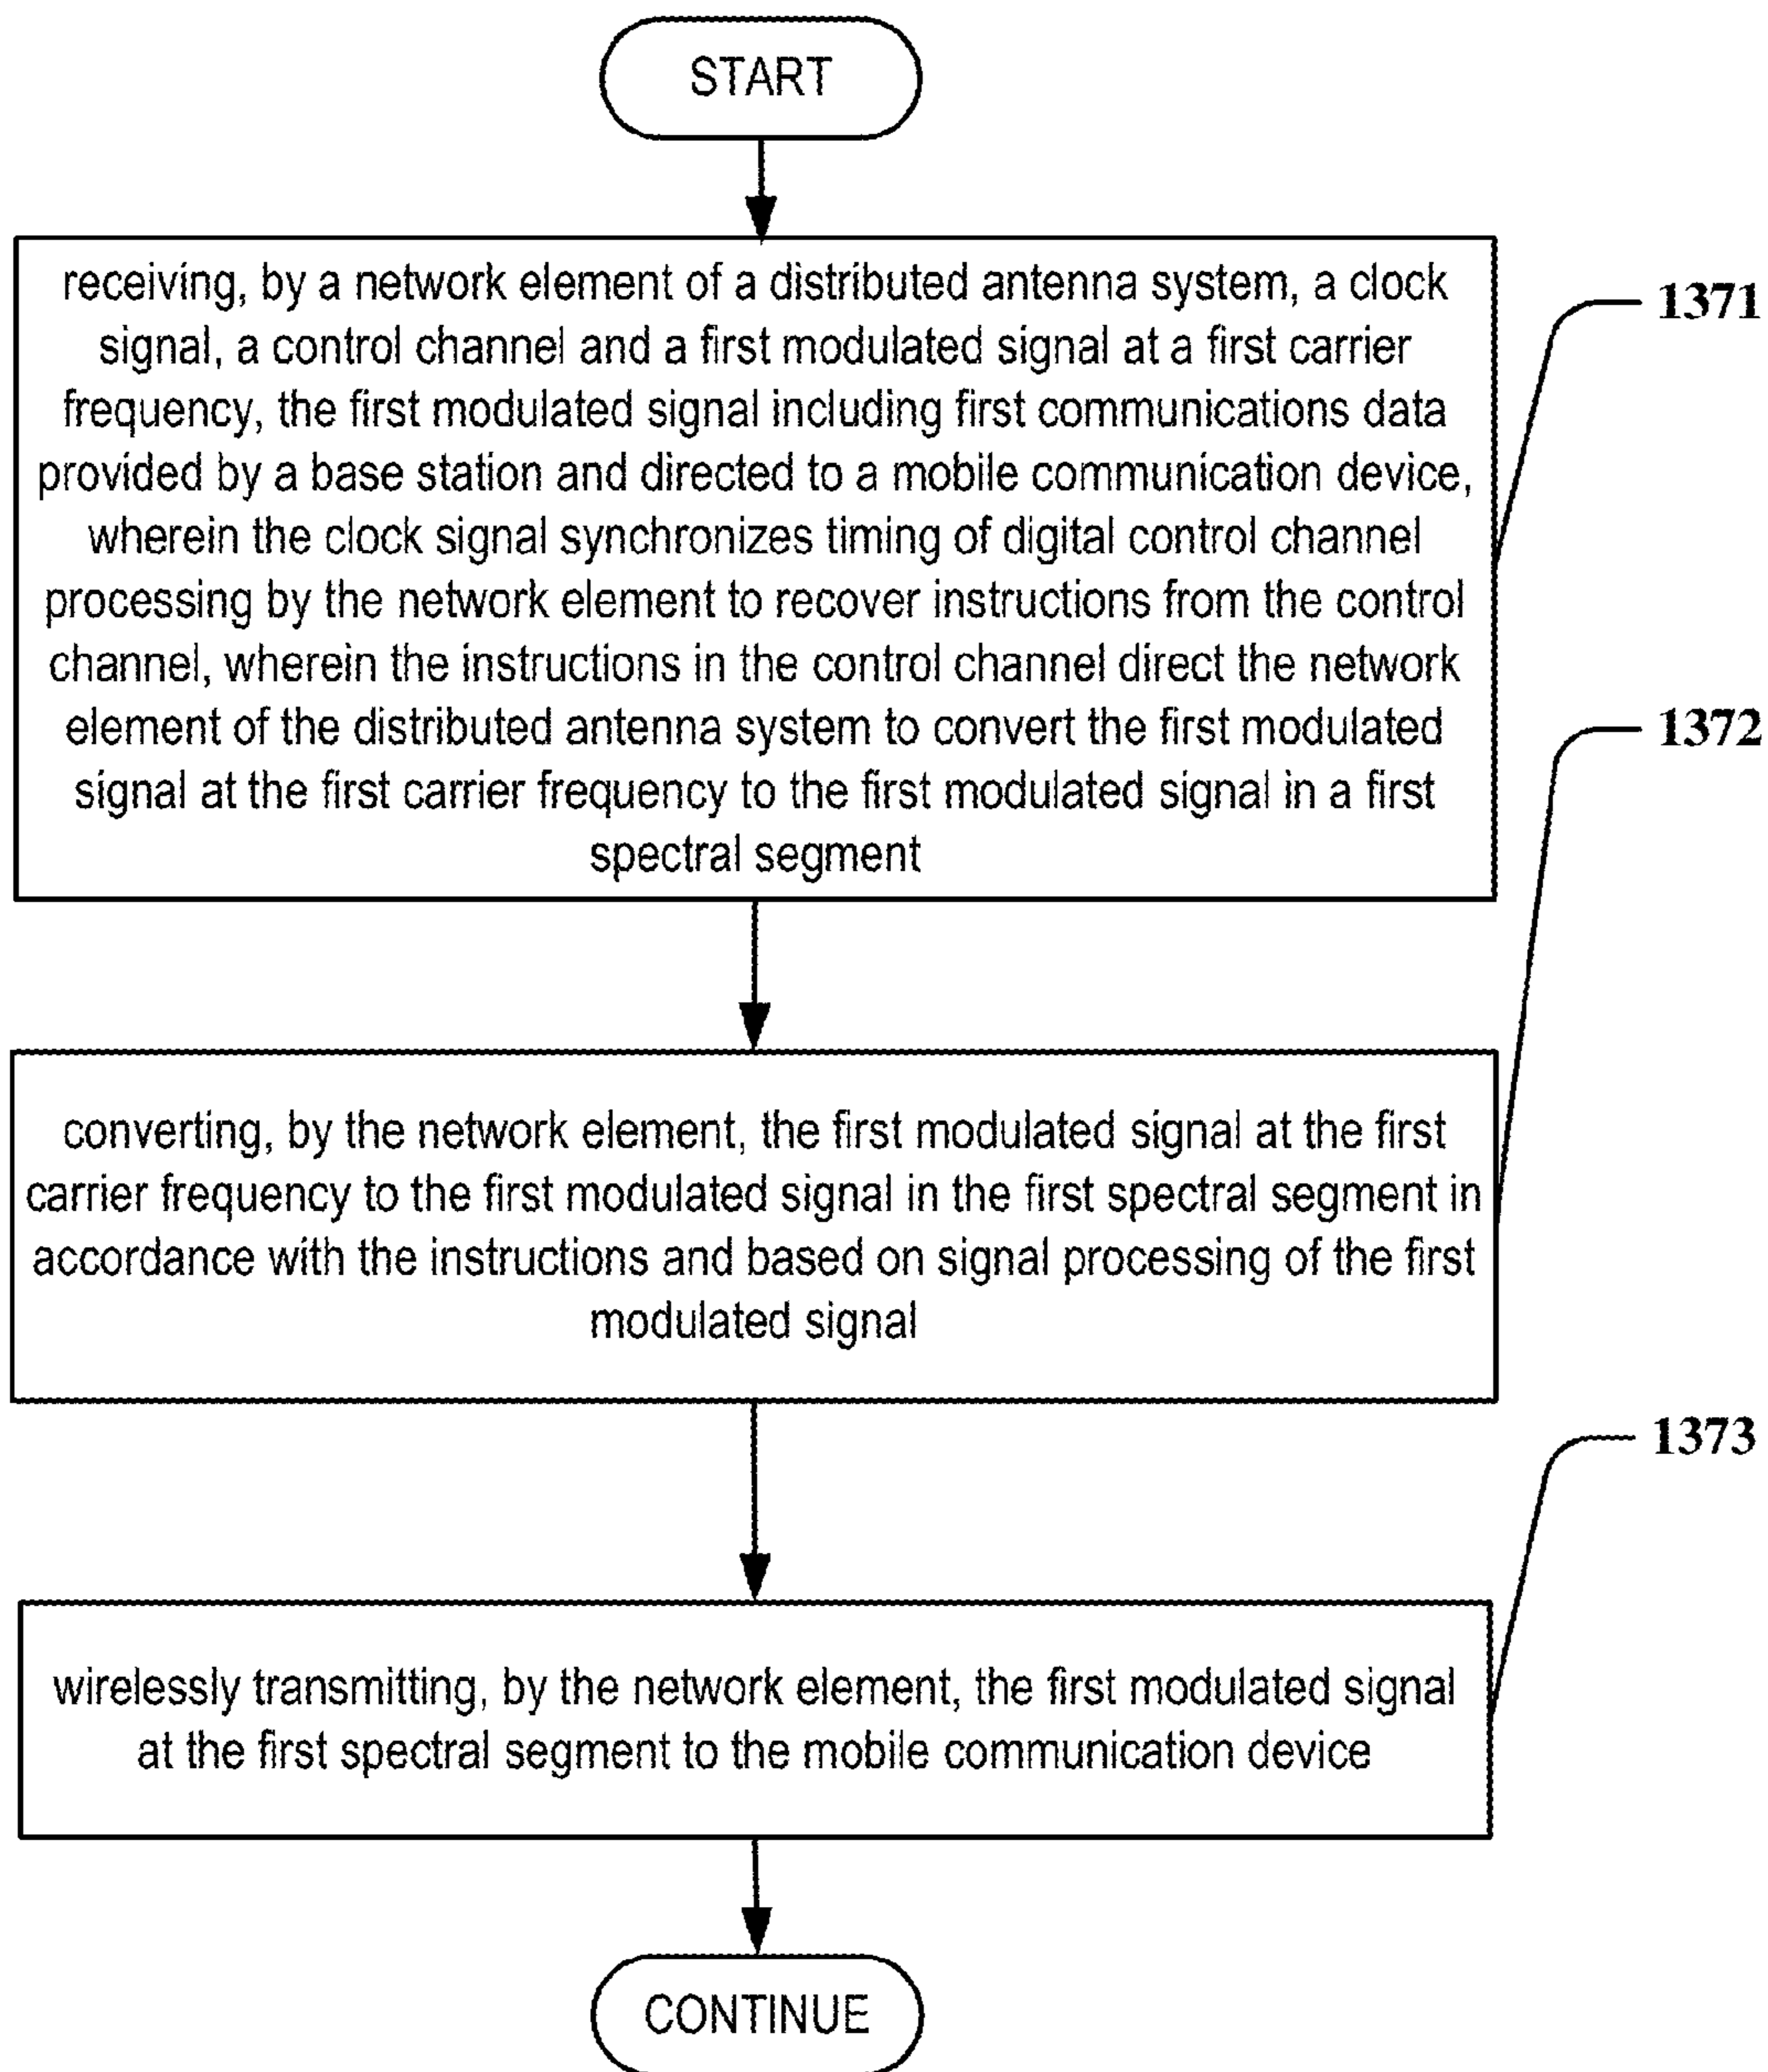 START
receiving, by a network element of a distributed antenna system, a clock
signal, a control channel and a first modulated signal at a first carrier
frequency, the first modulated signal including first communications data
provided by a base station and directed to a mobile communication device,
wherein the clock signal synchronizes timing of digital control channel
processing by the network element to recover instructions from the control
channel, wherein the instructions in the control channel direct the network
element of the distributed antenna system to convert the first modulated
signal at the first carrier frequency to the first modulated signal in a first
spectral segment
1371
converting, by the network element, the first modulated signal at the first
carrier frequency to the first modulated signal in the first spectral segment in
accordance with the instructions and based on signal processing of the first
modulated signal
1372
wirelessly transmitting, by the network element, the first modulated signal
at the first spectral segment to the mobile communication device
1373
CONTINUE